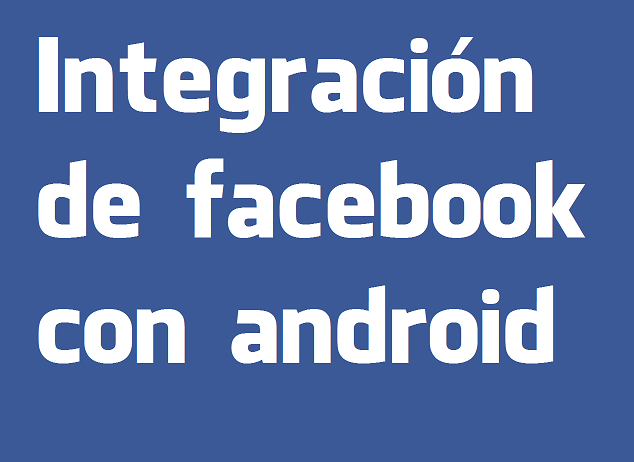 Integración
de facebook
con android